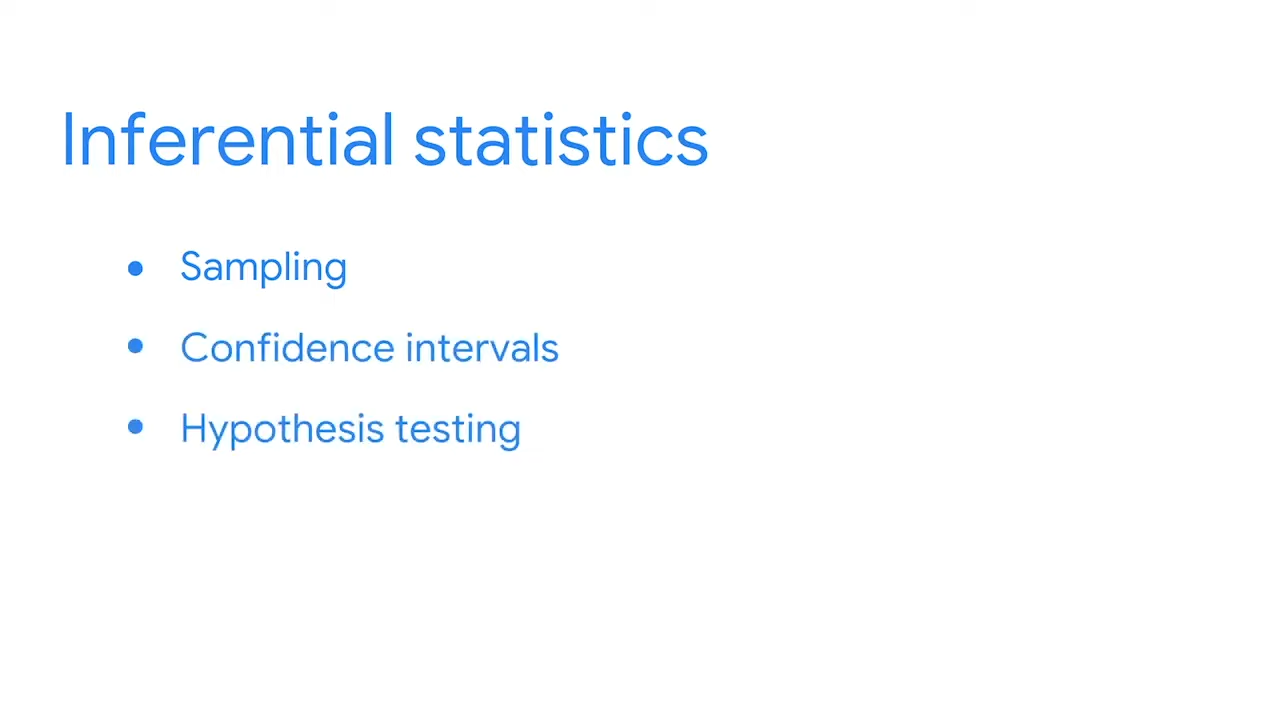 Inferential statistics
• Sampling
• Confidence intervals
• Hypothesis testing